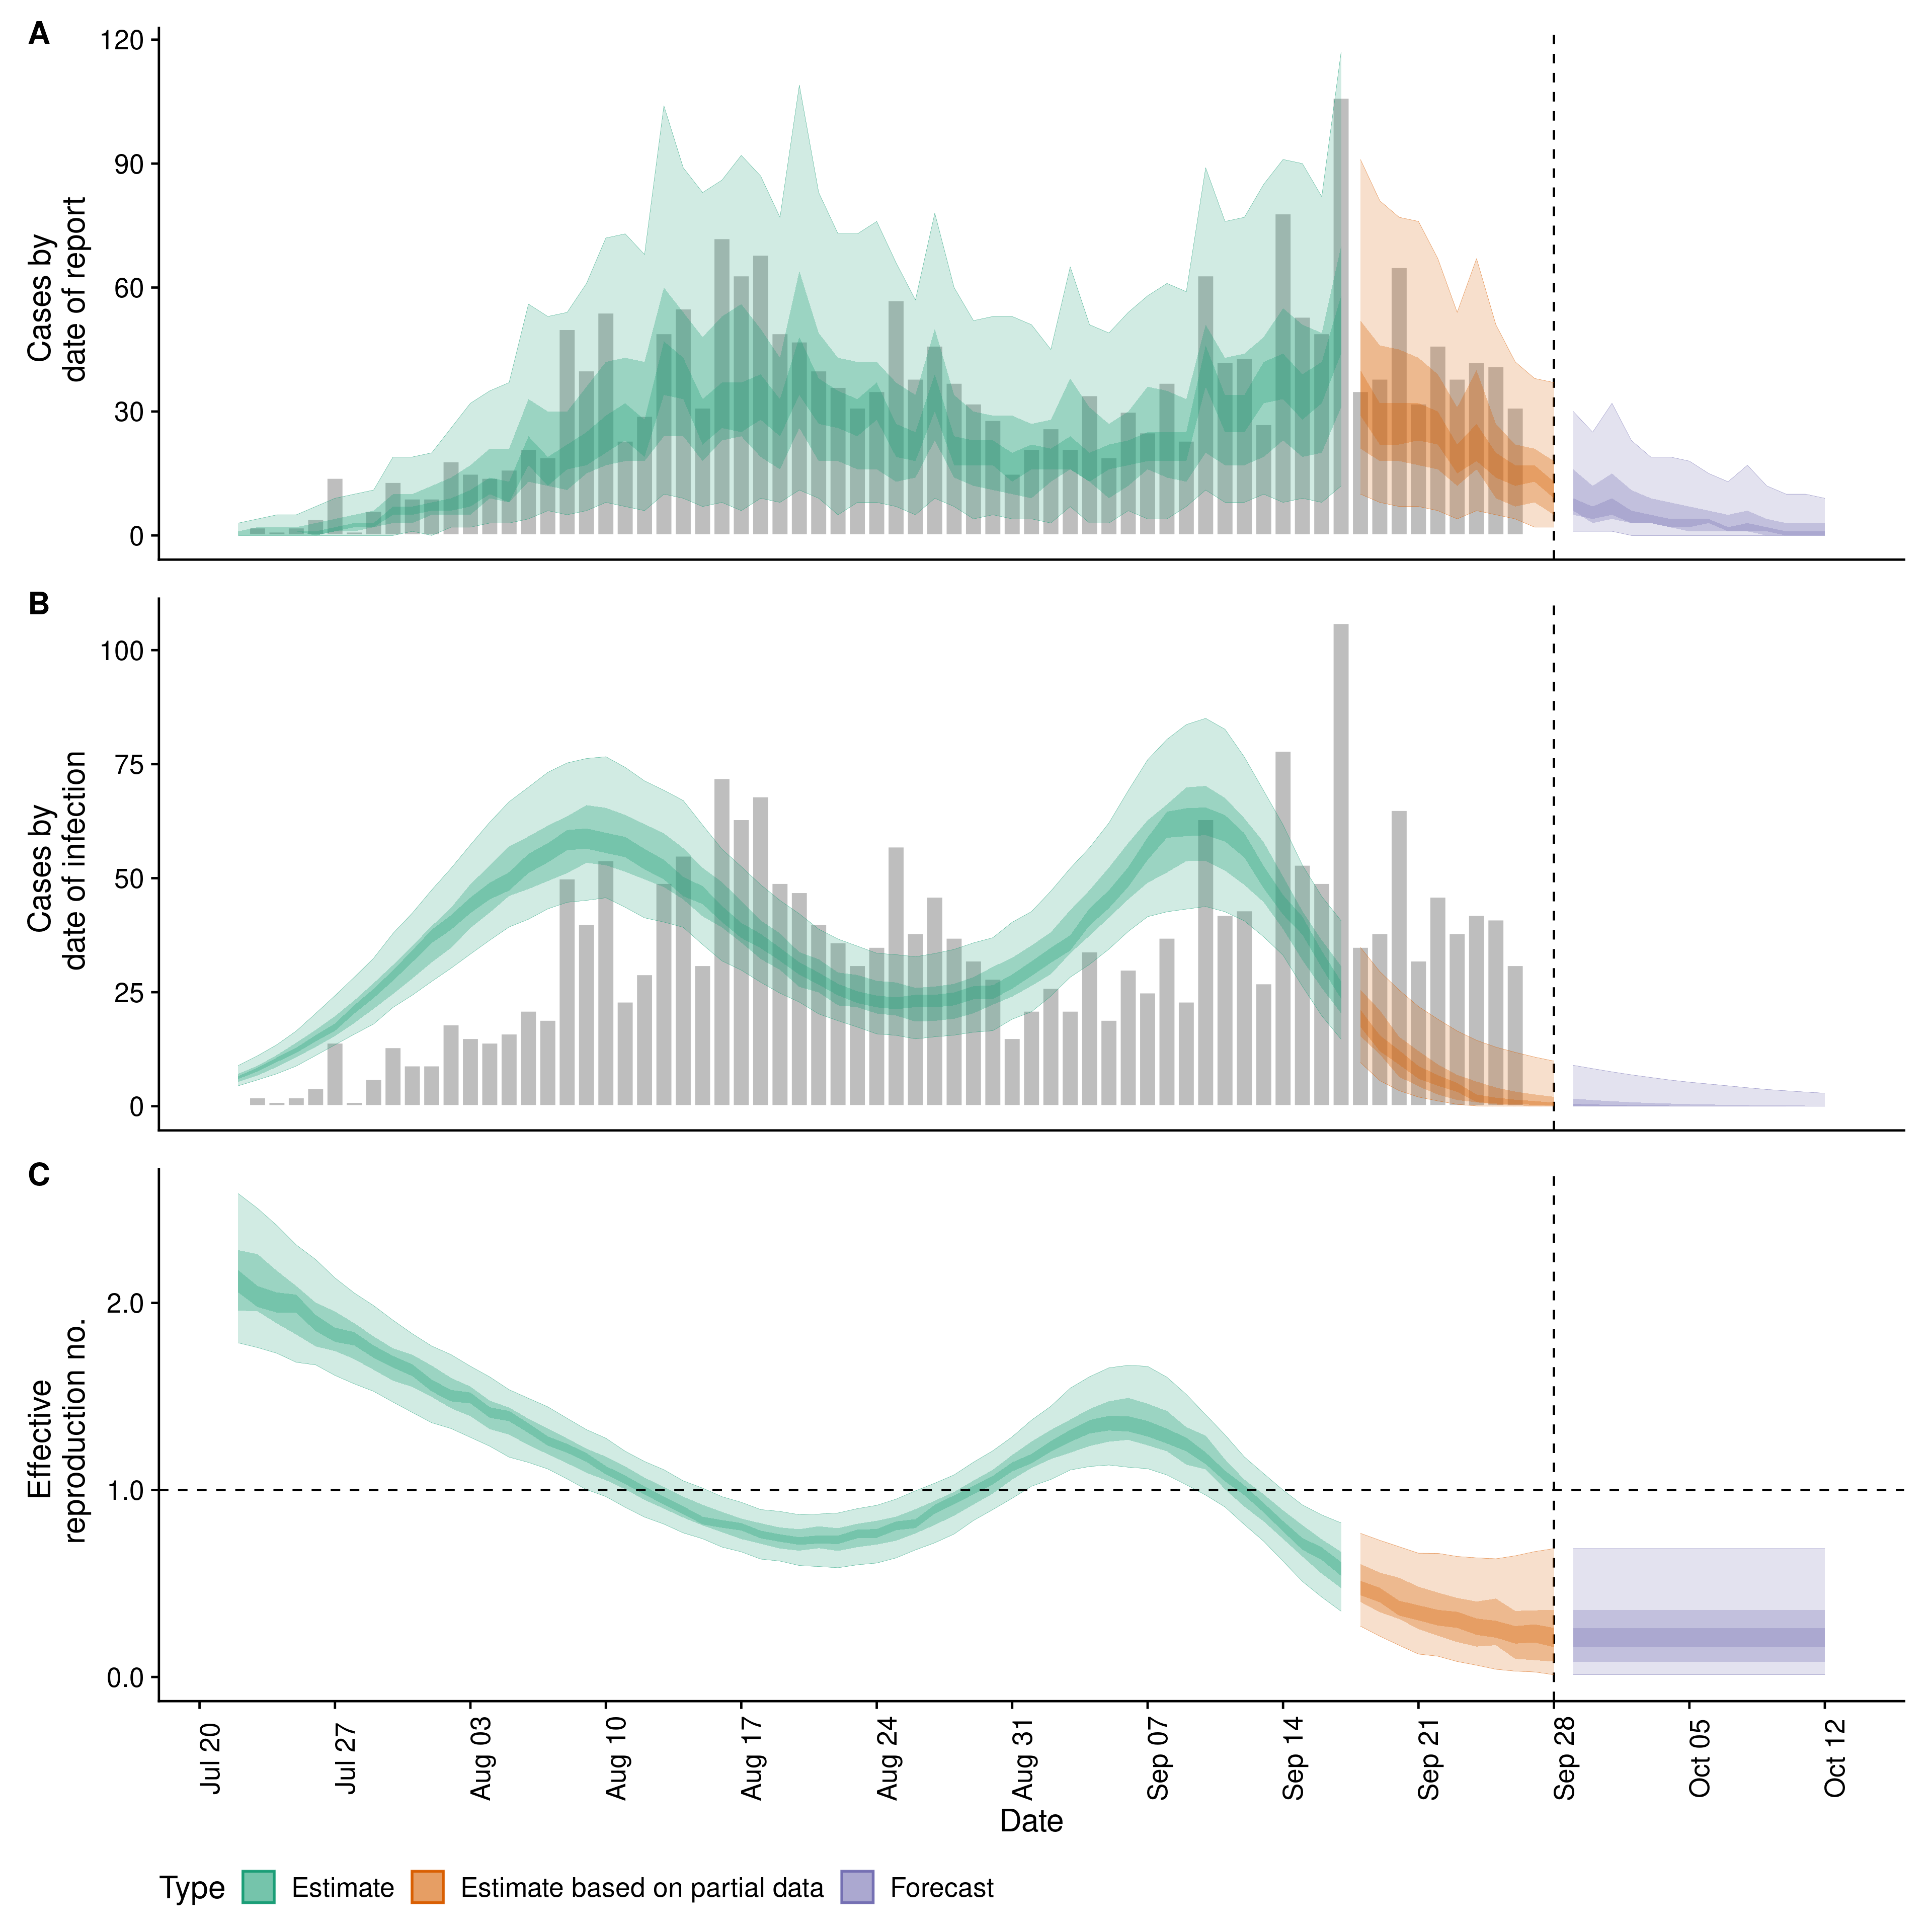 A
120
90
60
30
0
Cases by
date of report
B
100
75
50
25
0
Cases by
date of infection
C
2.0
1.0
0.0
Effective
reproduction no.
Jul 20
Jul 27
Aug 03
Aug 10
Aug 17
Aug 24
Aug 31
Sep 07
Sep 14
Sep 21
Sep 28
Oct 05
Oct 12
Date
Type Estimate Estimate based on partial data Forecast